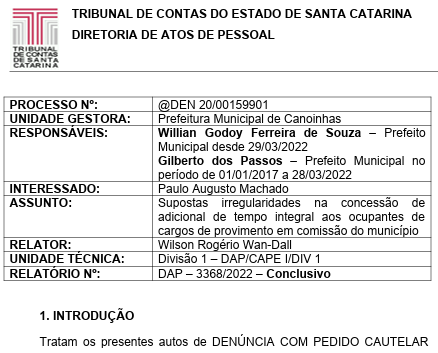 TRIBUNAL DE CONTAS DO ESTADO DE SANTA CATARINA
DIRETORIA DE ATOS DE PESSOAL
TRIBUNAL
DE CONTAS
DE SANTA
CATARINA
PROCESSO Nº: @DEN 20/00159901
UNIDADE GESTORA: Prefeitura Municipal de Canoinhas
RESPONSÁVEIS: Willian Godoy Ferreira de Souza – Prefeito
Municipal desde 29/03/2022
Gilberto dos Passos – Prefeito Municipal no
período de 01/01/2017 a 28/03/2022
INTERESSADO: Paulo Augusto Machado
ASSUNTO: Supostas irregularidades na concessão de
adicional de tempo integral aos ocupantes de
cargos de provimento em comissão do município
RELATOR: Wilson Rogério Wan-Dall
UNIDADE TÉCNICA: Divisão 1 – DAP/CAPE I/DIV 1
RELATÓRIO Nº: DAP – 3368/2022 – Conclusivo
1. INTRODUÇÃO
Tratam os presentes autos de DENÚNCIA COM PEDIDO CAUTELAR